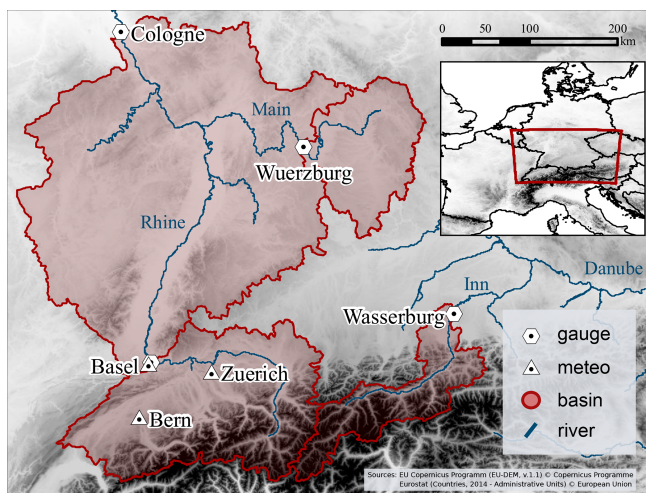 Cologne
0 50 100 200
km
Main
Wuerzburg
Rhine
Danube
Inn
Wasserburg
gauge
Basel
Zuerich
meteo
basin
Bern
river
Sources: EU Copernicus Programm (EU-DEM, v.1.1) © Copernicus Programme
Eurostat (Countries, 2014 - Administrative Units) © European Union